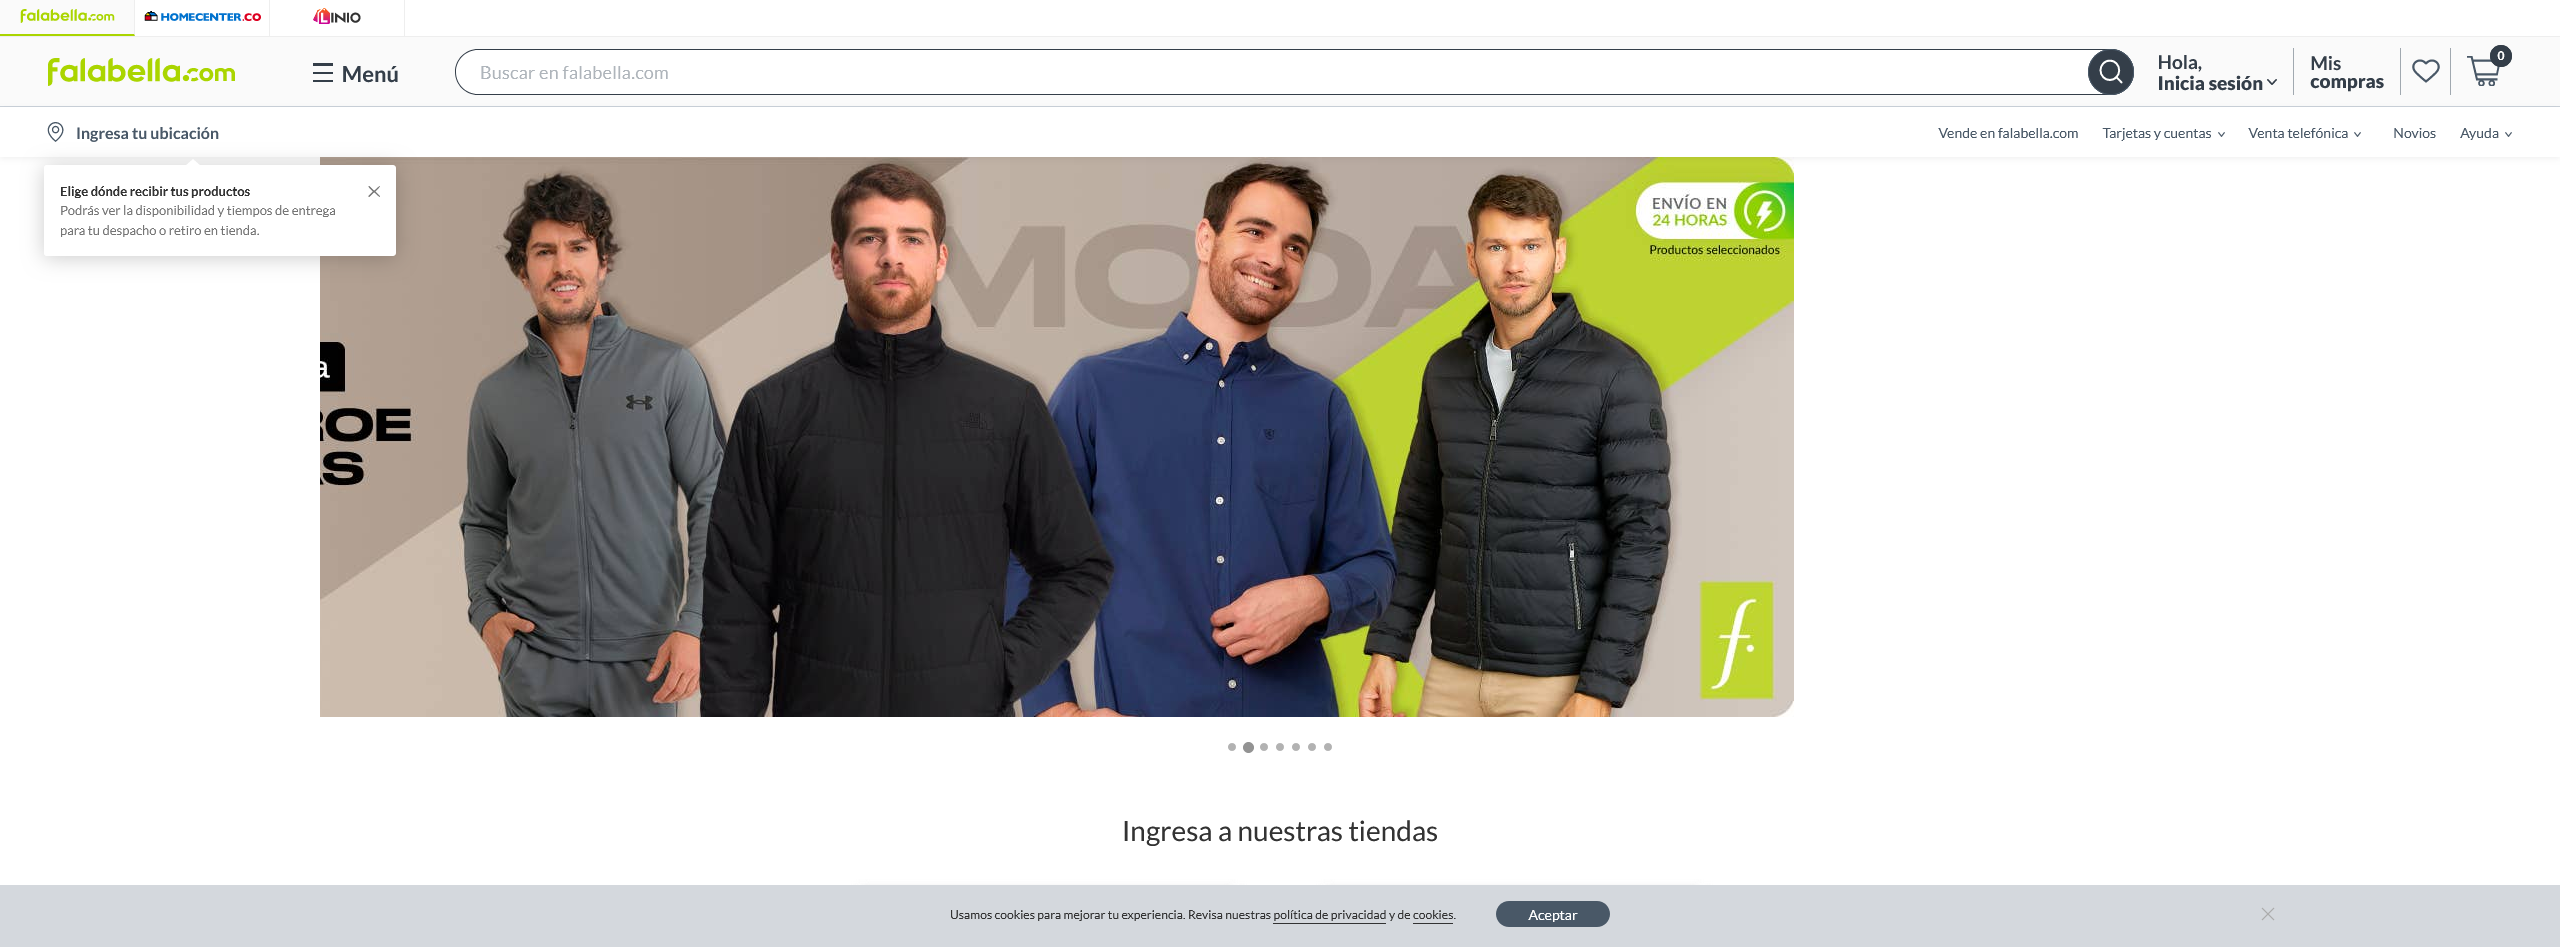 falabella.com
HOMECENTER.CO
LINIO
falabella.com
Menú
Buscar en falabella.com
Hola,
Inicia sesión
Mis
compras
0
Ingresa tu ubicación
Vende en falabella.com
Tarjetas y cuentas
Venta telefónica
Novios
Ayuda
Elige dónde recibir tus productos
Podrás ver la disponibilidad y tiempos de entrega
para tu despacho o retiro en tienda.
MODA
ENVÍO EN
24 HORAS
Productos seleccionados
a
ROE
AS
f.
Ingresa a nuestras tiendas
Usamos cookies para mejorar tu experiencia. Revisa nuestras política de privacidad y de cookies.
Aceptar